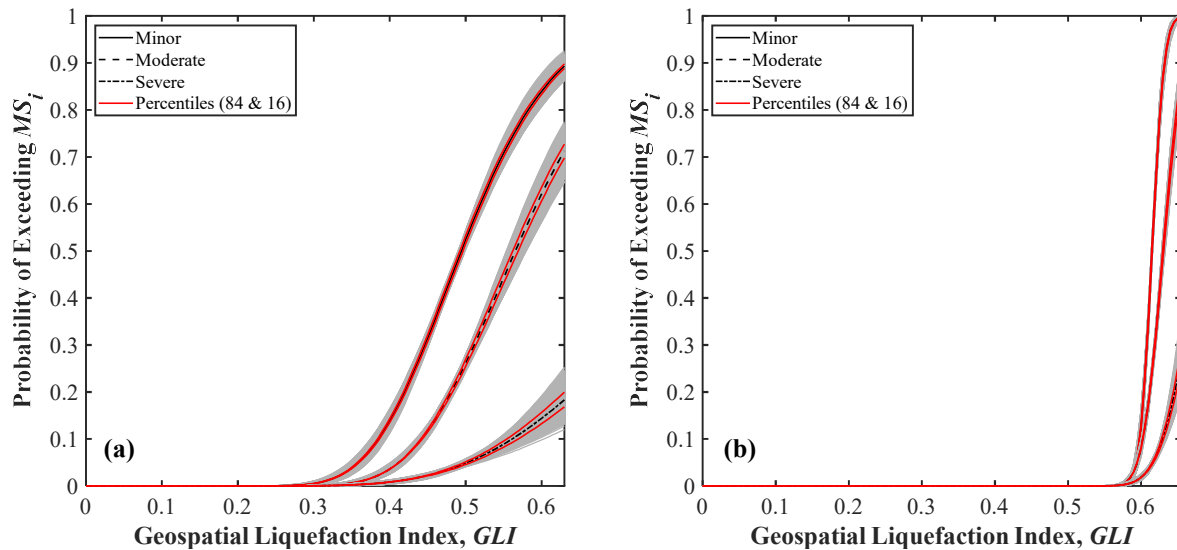 Probability of Exceeding MS_i
1
0.9
0.8
0.7
0.6
0.5
0.4
0.3
0.2
0.1
0
Minor
Moderate
Severe
Percentiles (84 & 16)
(a)
0 0.1 0.2 0.3 0.4 0.5 0.6
Geospatial Liquefaction Index, GLI
Probability of Exceeding MS_i
1
0.9
0.8
0.7
0.6
0.5
0.4
0.3
0.2
0.1
0
Minor
Moderate
Severe
Percentiles (84 & 16)
(b)
0 0.1 0.2 0.3 0.4 0.5 0.6
Geospatial Liquefaction Index, GLI